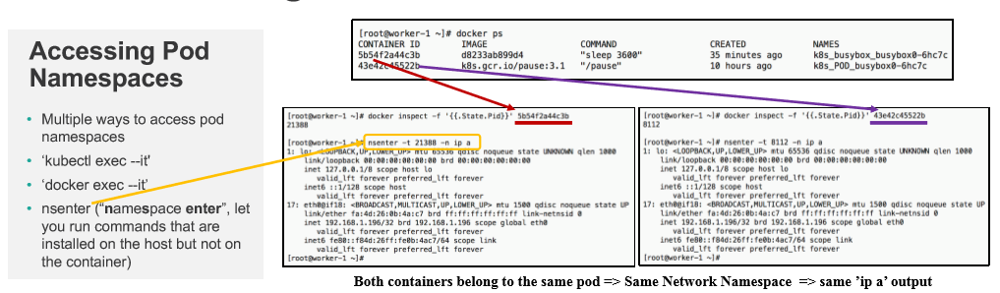 Accessing Pod
Namespaces
• Multiple ways to access pod
namespaces
• ‘kubectl exec --it’
• ‘docker exec --it’
• nsenter (“namespace enter”, let
you run commands that are
installed on the host but not on
the container)
[root@worker-1 ~]# docker ps
CONTAINER ID IMAGE COMMAND CREATED NAMES
5b54f2a44c3b d8233ab899d4 "sleep 3600" 35 minutes ago k8s_busybox_busybox0-6hc7c
43e42c45522b k8s.gcr.io/pause:3.1 "/pause" 10 hours ago k8s_POD_busybox0-6hc7c
[root@worker-1 ~]# docker inspect -f '{{.State.Pid}}' 5b54f2a44c3b
21388
[root@worker-1 ~]# nsenter -t 21388 -n ip a
1: lo: <LOOPBACK,UP,LOWER_UP> mtu 65536 qdisc noqueue state UNKNOWN qlen 1000
link/loopback 00:00:00:00:00:00 brd 00:00:00:00:00:00
inet 127.0.0.1/8 scope host lo
valid_lft forever preferred_lft forever
inet6 ::1/128 scope host
valid_lft forever preferred_lft forever
17: eth0@if18: <BROADCAST,MULTICAST,UP,LOWER_UP> mtu 1500 qdisc noqueue state UP
link/ether fa:4d:26:0b:4a:c7 brd ff:ff:ff:ff:ff:ff link-netnsid 0
inet 192.168.1.196/32 brd 192.168.1.196 scope global eth0
valid_lft forever preferred_lft forever
inet6 fe80::f84d:26ff:fe0b:4ac7/64 scope link
valid_lft forever preferred_lft forever
[root@worker-1 ~]#
[root@worker-1 ~]# docker inspect -f '{{.State.Pid}}' 43e42c45522b
8112
[root@worker-1 ~]# nsenter -t 8112 -n ip a
1: lo: <LOOPBACK,UP,LOWER_UP> mtu 65536 qdisc noqueue state UNKNOWN qlen 1000
link/loopback 00:00:00:00:00:00 brd 00:00:00:00:00:00
inet 127.0.0.1/8 scope host lo
valid_lft forever preferred_lft forever
inet6 ::1/128 scope host
valid_lft forever preferred_lft forever
17: eth0@if18: <BROADCAST,MULTICAST,UP,LOWER_UP> mtu 1500 qdisc noqueue state UP
link/ether fa:4d:26:0b:4a:c7 brd ff:ff:ff:ff:ff:ff link-netnsid 0
inet 192.168.1.196/32 brd 192.168.1.196 scope global eth0
valid_lft forever preferred_lft forever
inet6 fe80::f84d:26ff:fe0b:4ac7/64 scope link
valid_lft forever preferred_lft forever
[root@worker-1 ~]#
Both containers belong to the same pod => Same Network Namespace => same ’ip a’ output